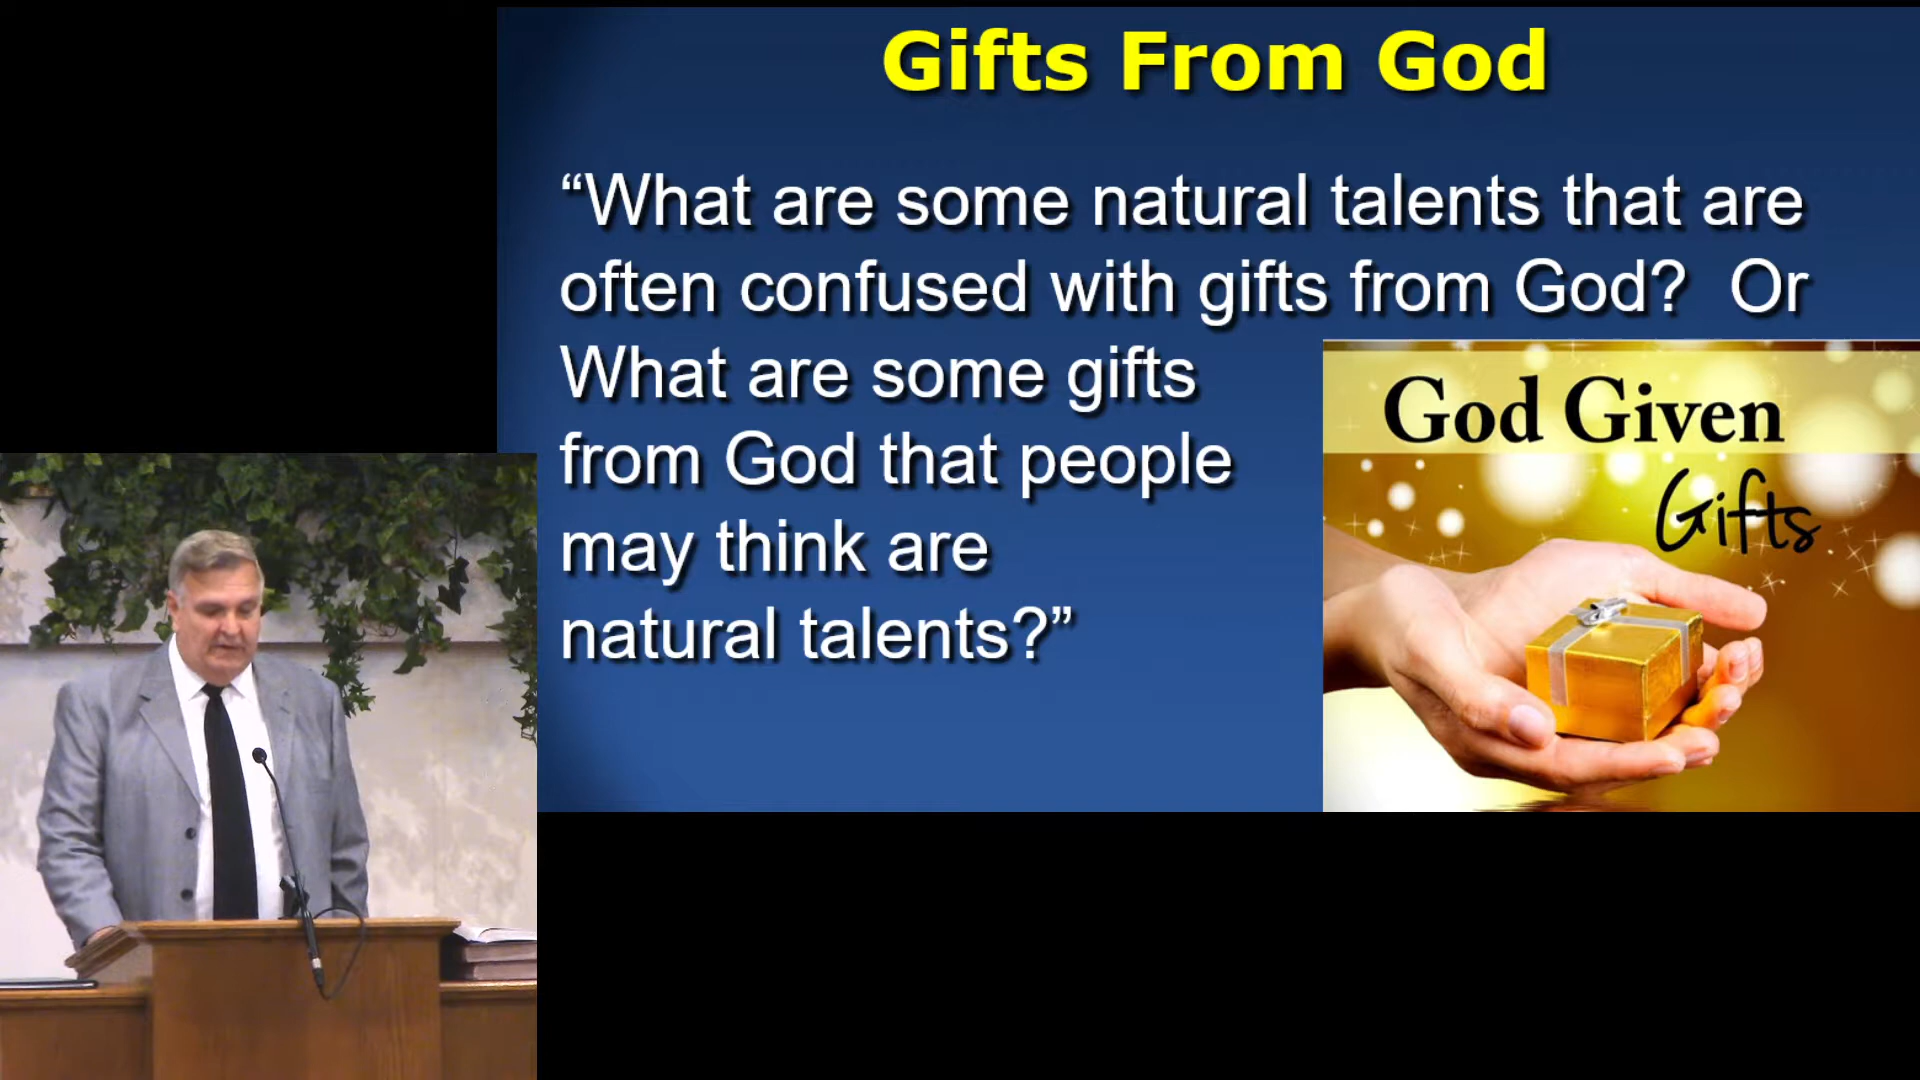 Gifts From God
“What are some natural talents that are
often confused with gifts from God?  Or
What are some gifts
from God that people
may think are
natural talents?”
God Given
Gifts